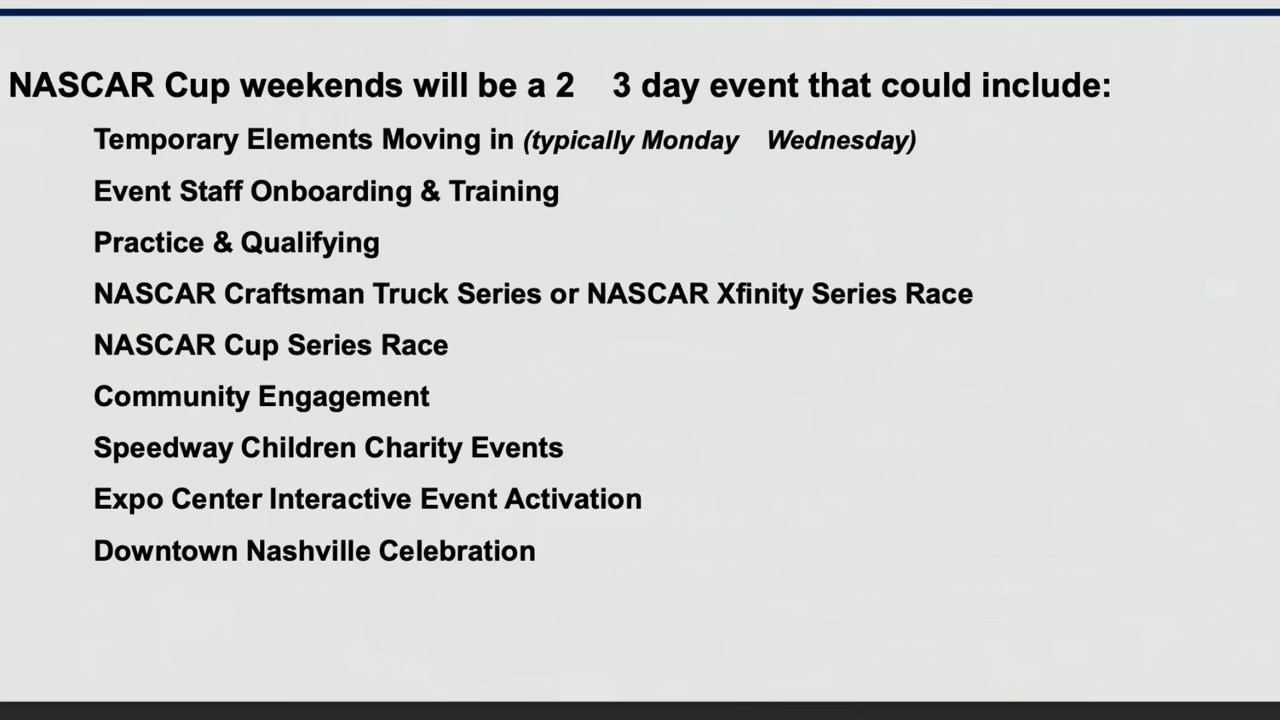 NASCAR Cup weekends will be a 2 3 day event that could include:
Temporary Elements Moving in (typically Monday Wednesday)
Event Staff Onboarding & Training
Practice & Qualifying
NASCAR Craftsman Truck Series or NASCAR Xfinity Series Race
NASCAR Cup Series Race
Community Engagement
Speedway Children Charity Events
Expo Center Interactive Event Activation
Downtown Nashville Celebration